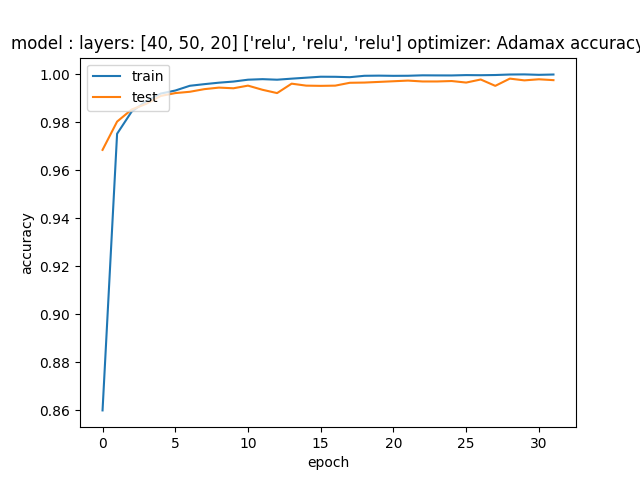 model : layers: [40, 50, 20] ['relu', 'relu', 'relu'] optimizer: Adamax accuracy
train
test
1.00
0.98
0.96
0.94
0.92
0.90
0.88
0.86
accuracy
0 5 10 15 20 25 30
epoch